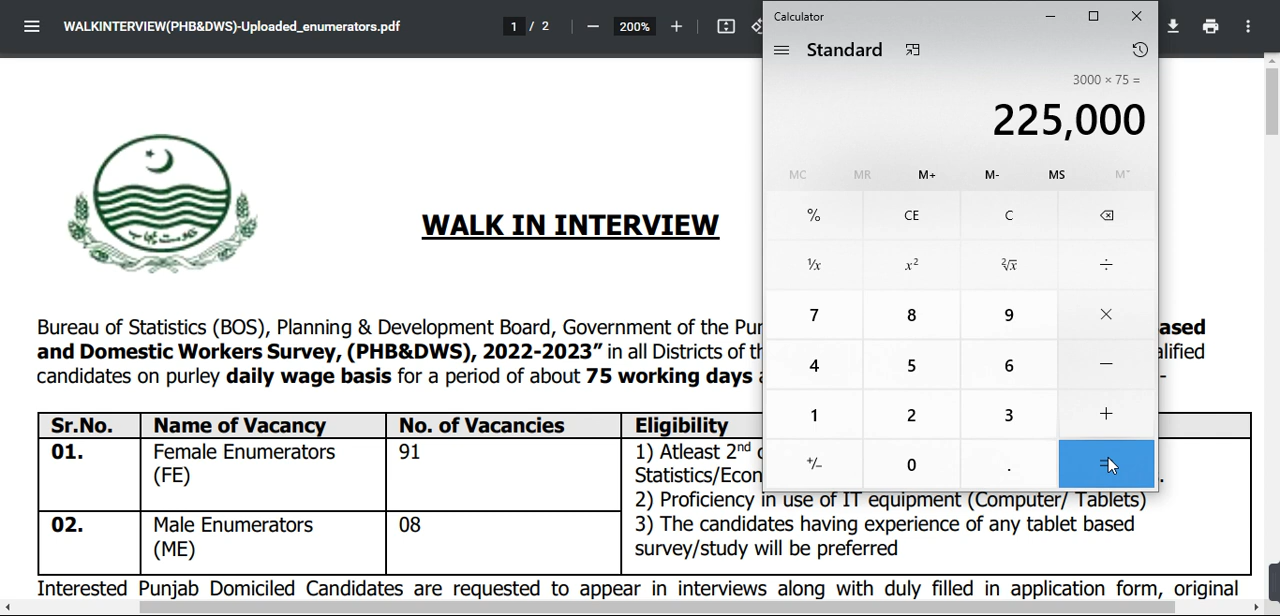 WALKINTERVIEW(PHB&DWS)-Uploaded_enumerators.pdf
1 / 2
200%
Calculator
Standard
3000 × 75 =
225,000
MC MR M+ M- MS M˅
% CE C
⅟x x² ²√x ÷
7 8 9 ×
4 5 6 −
1 2 3 +
+/− 0 . =
حکومت پنجاب
WALK IN INTERVIEW
Bureau of Statistics (BOS), Planning & Development Board, Government of the
and Domestic Workers Survey, (PHB&DWS), 2022-2023” in all Districts of
candidates on purley daily wage basis for a period of about 75 working days
Sr.No. Name of Vacancy No. of Vacancies Eligibility
01. Female Enumerators (FE) 91 1) Atleast 2nd
Statistics/Econ
2) Proficiency in use of IT equipment (Computer/ Tablets)
02. Male Enumerators (ME) 08 3) The candidates having experience of any tablet based
survey/study will be preferred
Interested Punjab Domiciled Candidates are requested to appear in interviews along with duly filled in application form, original